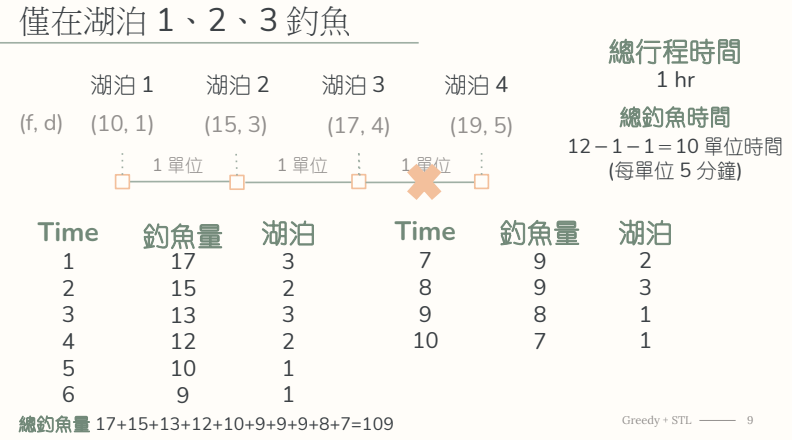 僅在湖泊 1、2、3 釣魚
總行程時間
1 hr
總釣魚時間
12－1－1＝10 單位時間
(每單位 5 分鐘)
湖泊 1 湖泊 2 湖泊 3 湖泊 4
(f, d) (10, 1) (15, 3) (17, 4) (19, 5)
1 單位 1 單位 1 單位
Time 釣魚量 湖泊
1 17 3
2 15 2
3 13 3
4 12 2
5 10 1
6 9 1
Time 釣魚量 湖泊
7 9 2
8 9 3
9 8 1
10 7 1
總釣魚量 17+15+13+12+10+9+9+9+8+7=109
Greedy + STL 9